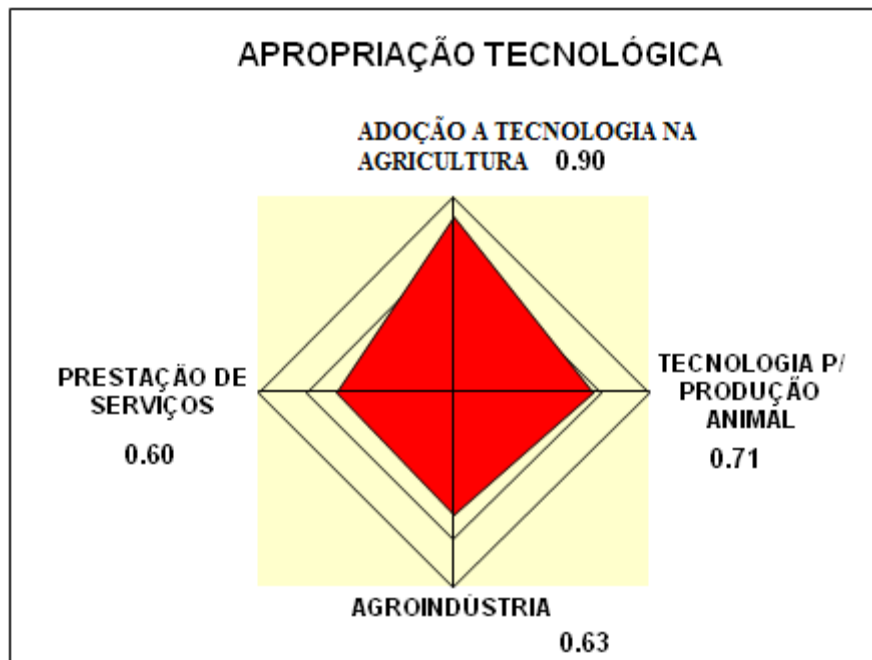 APROPRIAÇÃO TECNOLÓGICA
ADOÇÃO A TECNOLOGIA NA
AGRICULTURA 0.90
PRESTAÇÃO DE
SERVIÇOS
0.60
TECNOLOGIA P/
PRODUÇÃO
ANIMAL
0.71
AGROINDÚSTRIA
0.63